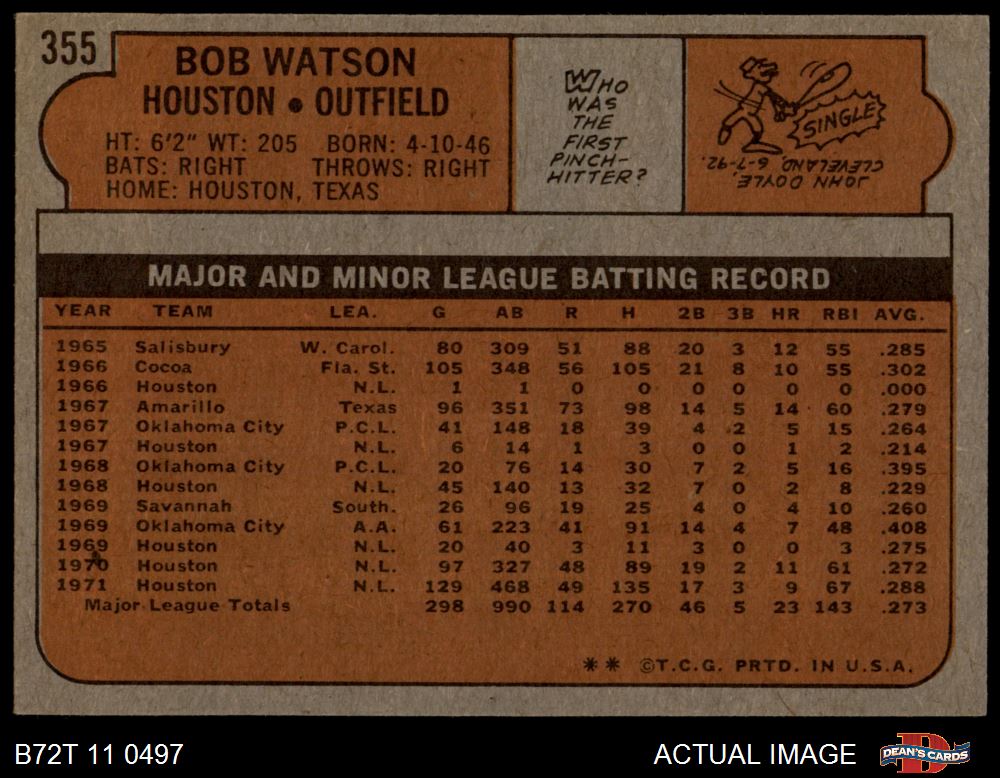 355
BOB WATSON
HOUSTON • OUTFIELD
HT: 6'2" WT: 205 BORN: 4-10-46
BATS: RIGHT THROWS: RIGHT
HOME: HOUSTON, TEXAS
WHO
WAS
THE
FIRST
PINCH-
HITTER?
SINGLE
JOHN DOYLE,
CLEVELAND, 6-7-92.
MAJOR AND MINOR LEAGUE BATTING RECORD
YEAR TEAM LEA. G AB R H 2B 3B HR RBI AVG.
1965 Salisbury W. Carol. 80 309 51 88 20 3 12 55 .285
1966 Cocoa Fla. St. 105 348 56 105 21 8 10 55 .302
1966 Houston N.L. 1 1 0 0 0 0 0 0 .000
1967 Amarillo Texas 96 351 73 98 14 5 14 60 .279
1967 Oklahoma City P.C.L. 41 148 18 39 4 2 5 15 .264
1967 Houston N.L. 6 14 1 3 0 0 1 2 .214
1968 Oklahoma City P.C.L. 20 76 14 30 7 2 5 16 .395
1968 Houston N.L. 45 140 13 32 7 0 2 8 .229
1969 Savannah South. 26 96 19 25 4 0 4 10 .260
1969 Oklahoma City A.A. 61 223 41 91 14 4 7 48 .408
1969 Houston N.L. 20 40 3 11 3 0 0 3 .275
1970 Houston N.L. 97 327 48 89 19 2 11 61 .272
1971 Houston N.L. 129 468 49 135 17 3 9 67 .288
Major League Totals 298 990 114 270 46 5 23 143 .273
** ©T.C.G. PRTD. IN U.S.A.
B72T 11 0497
ACTUAL IMAGE
DEAN'S CARDS